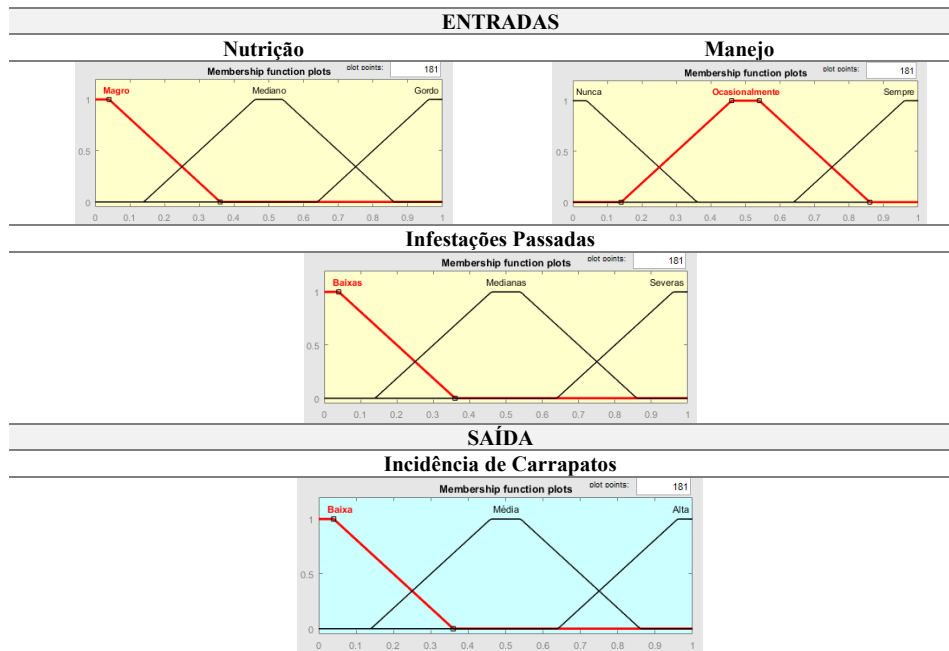 ENTRADAS
Nutrição Manejo
Membership function plots plot points: 181
Magro Mediano Gordo
1
0.5
0
0 0.1 0.2 0.3 0.4 0.5 0.6 0.7 0.8 0.9 1
Membership function plots plot points: 181
Nunca Ocasionalmente Sempre
1
0.5
0
0 0.1 0.2 0.3 0.4 0.5 0.6 0.7 0.8 0.9 1
Infestações Passadas
Membership function plots plot points: 181
Baixas Medianas Severas
1
0.5
0
0 0.1 0.2 0.3 0.4 0.5 0.6 0.7 0.8 0.9 1
SAÍDA
Incidência de Carrapatos
Membership function plots plot points: 181
Baixa Média Alta
1
0.5
0
0 0.1 0.2 0.3 0.4 0.5 0.6 0.7 0.8 0.9 1